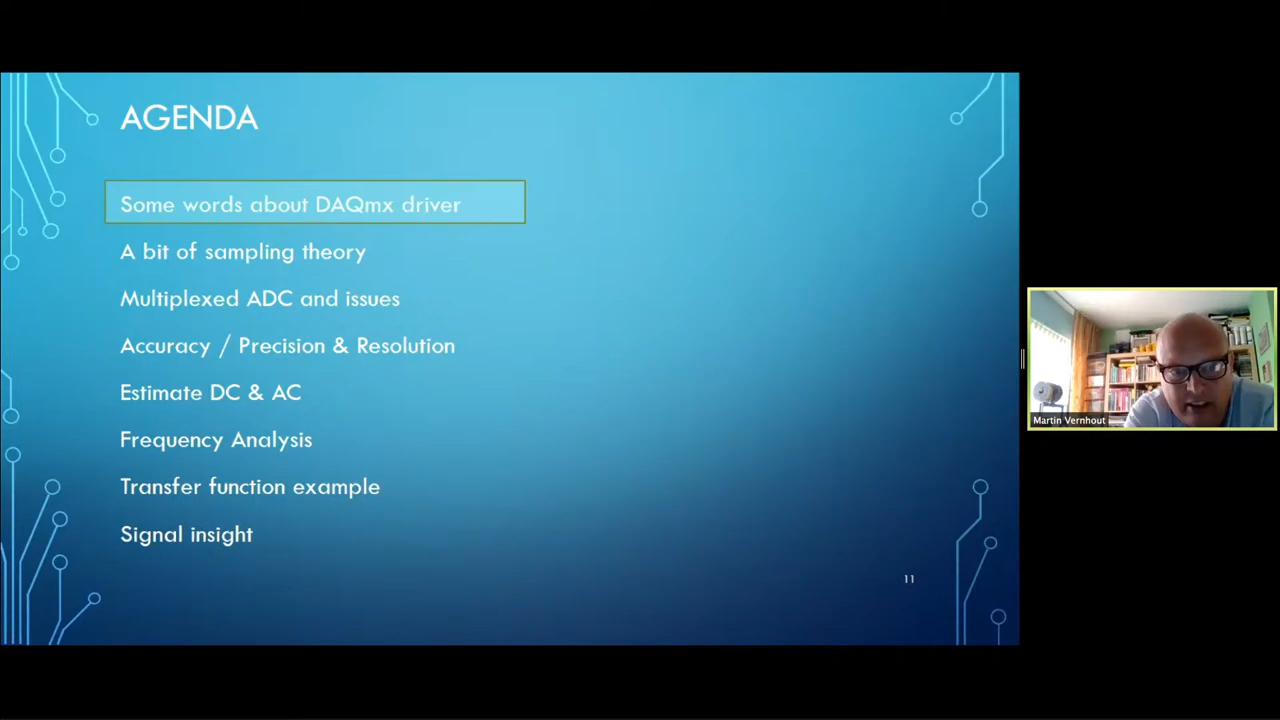 AGENDA
Some words about DAQmx driver
A bit of sampling theory
Multiplexed ADC and issues
Accuracy / Precision & Resolution
Estimate DC & AC
Frequency Analysis
Transfer function example
Signal insight
11
Martin Vernhout